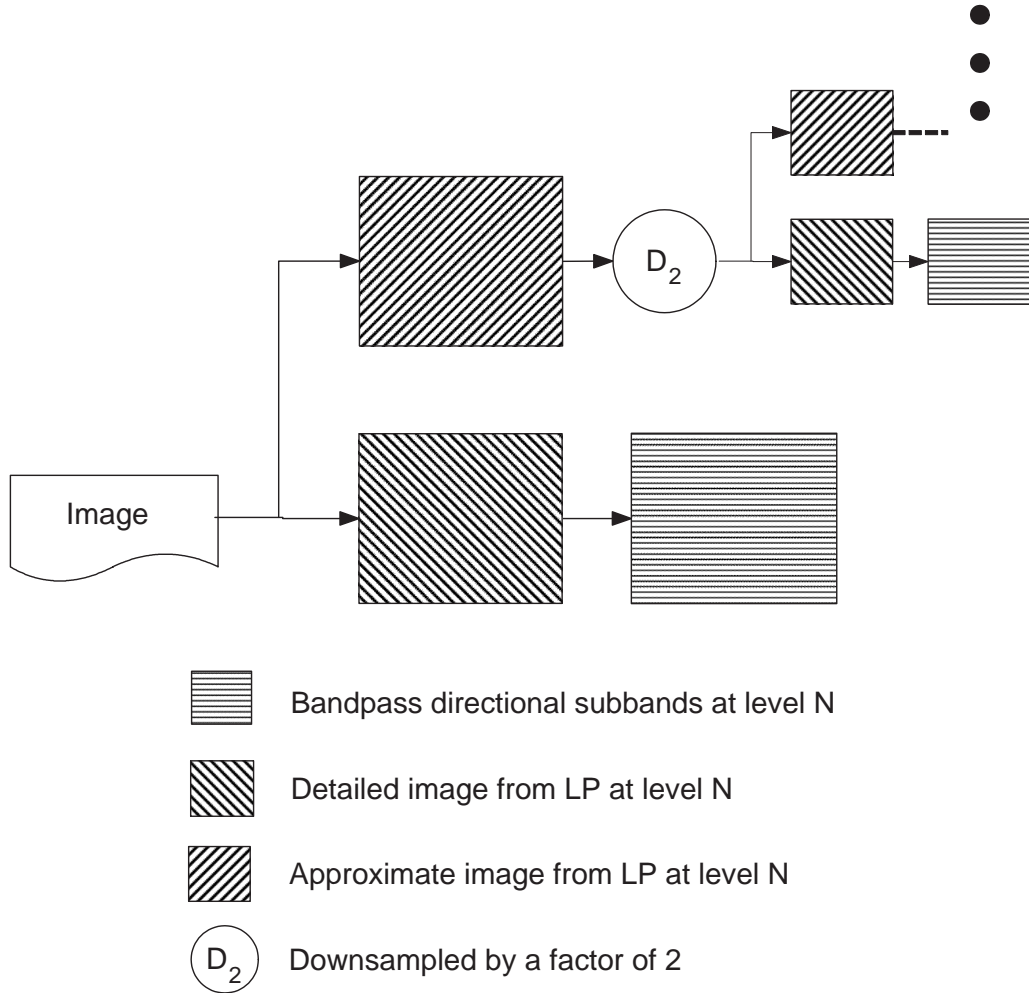 D2
Image
Bandpass directional subbands at level N
Detailed image from LP at level N
Approximate image from LP at level N
D2 Downsampled by a factor of 2